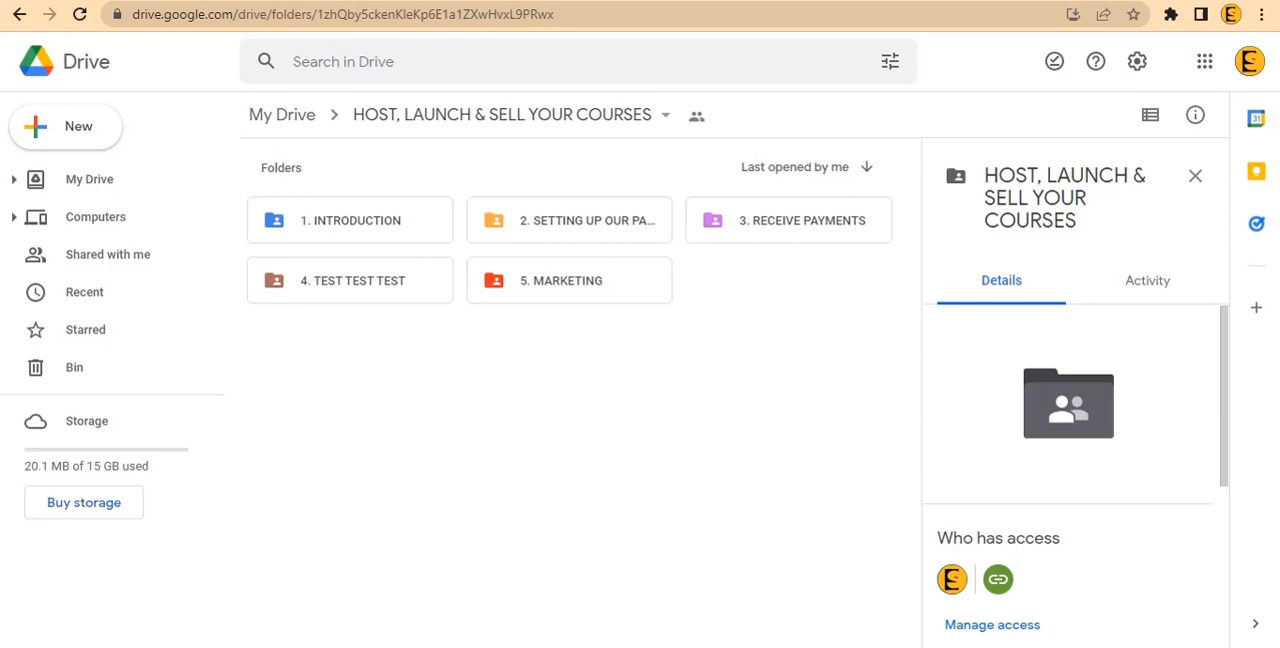 drive.google.com/drive/folders/1zhQby5ckenKleKp6E1a1ZXwHvxL9PRwx
Drive
Search in Drive
New
My Drive
Computers
Shared with me
Recent
Starred
Bin
Storage
20.1 MB of 15 GB used
Buy storage
My Drive > HOST, LAUNCH & SELL YOUR COURSES
Folders
Last opened by me
1. INTRODUCTION
2. SETTING UP OUR PA...
3. RECEIVE PAYMENTS
4. TEST TEST TEST
5. MARKETING
HOST, LAUNCH &
SELL YOUR
COURSES
Details
Activity
Who has access
Manage access
31